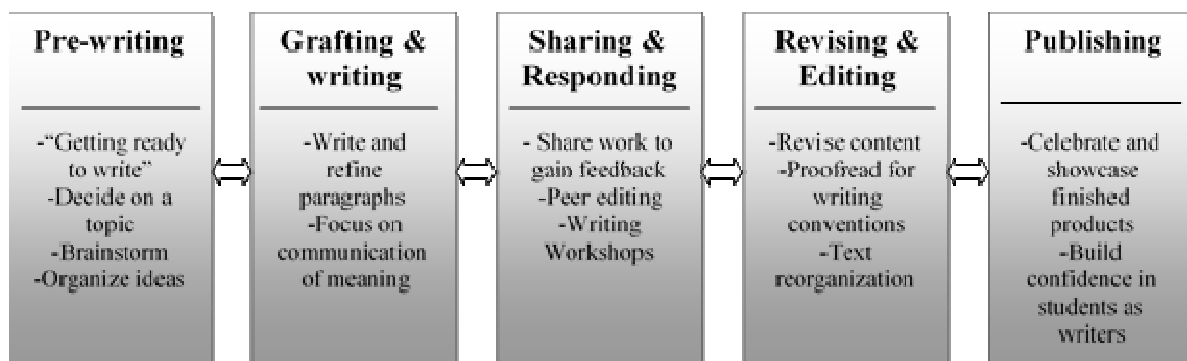 Pre-writing
-“Getting ready
to write”
-Decide on a
topic
-Brainstorm
-Organize ideas
Grafting &
writing
-Write and
refine
paragraphs
-Focus on
communication
of meaning
Sharing &
Responding
- Share work to
gain feedback
-Peer editing
-Writing
Workshops
Revising &
Editing
-Revise content
-Proofread for
writing
conventions
-Text
reorganization
Publishing
-Celebrate and
showcase
finished
products
-Build
confidence in
students as
writers